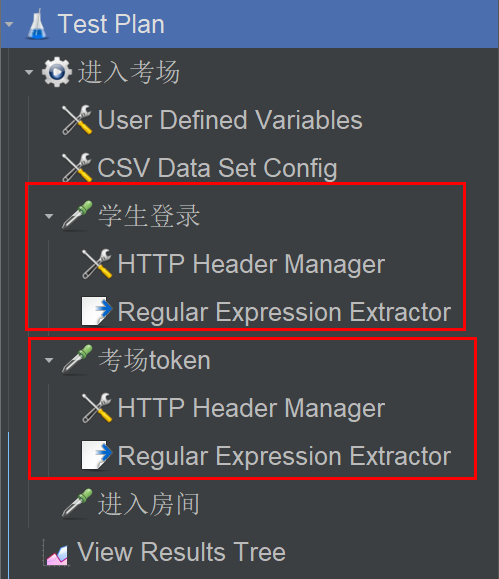 Test Plan
进入考场
User Defined Variables
CSV Data Set Config
学生登录
HTTP Header Manager
Regular Expression Extractor
考场token
HTTP Header Manager
Regular Expression Extractor
进入房间
View Results Tree